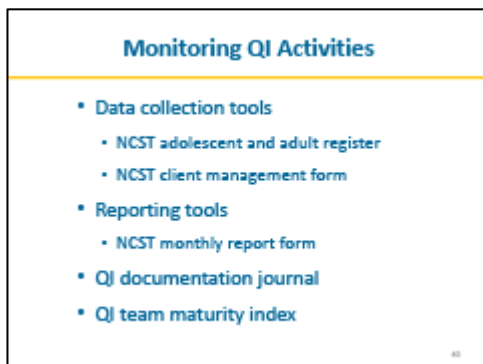 Monitoring QI Activities
• Data collection tools
▪ NCST adolescent and adult register
▪ NCST client management form
• Reporting tools
▪ NCST monthly report form
• QI documentation journal
• QI team maturity index